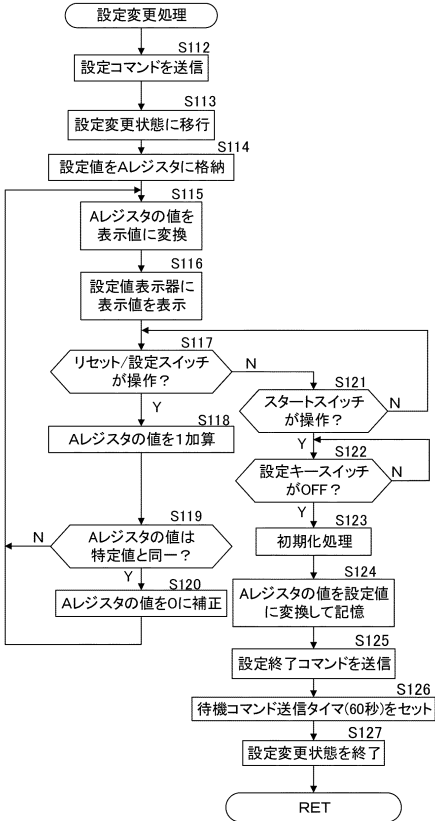 設定変更処理
S112
設定コマンドを送信
S113
設定変更状態に移行
S114
設定値をAレジスタに格納
S115
Aレジスタの値を
表示値に変換
S116
設定値表示器に
表示値を表示
S117
リセット/設定スイッチ
が操作?
N
Y
S118
Aレジスタの値を1加算
S119
Aレジスタの値は
特定値と同一?
N
Y
S120
Aレジスタの値を0に補正
S121
スタートスイッチ
が操作?
N
Y
S122
設定キースイッチ
がOFF?
N
Y
S123
初期化処理
S124
Aレジスタの値を設定値
に変換して記憶
S125
設定終了コマンドを送信
S126
待機コマンド送信タイマ(60秒)をセット
S127
設定変更状態を終了
RET